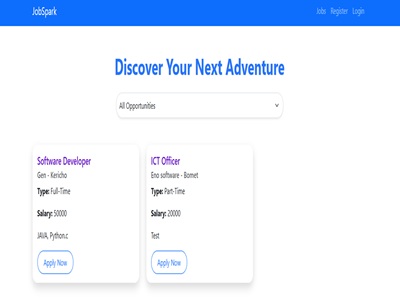 JobSpark
Jobs Register Login
Discover Your Next Adventure
All Opportunities
Software Developer
Gen - Kericho
Type: Full-Time
Salary: 50000
JAVA, Python,c
Apply Now
ICT Officer
Eno software - Bomet
Type: Part-Time
Salary: 20000
Test
Apply Now